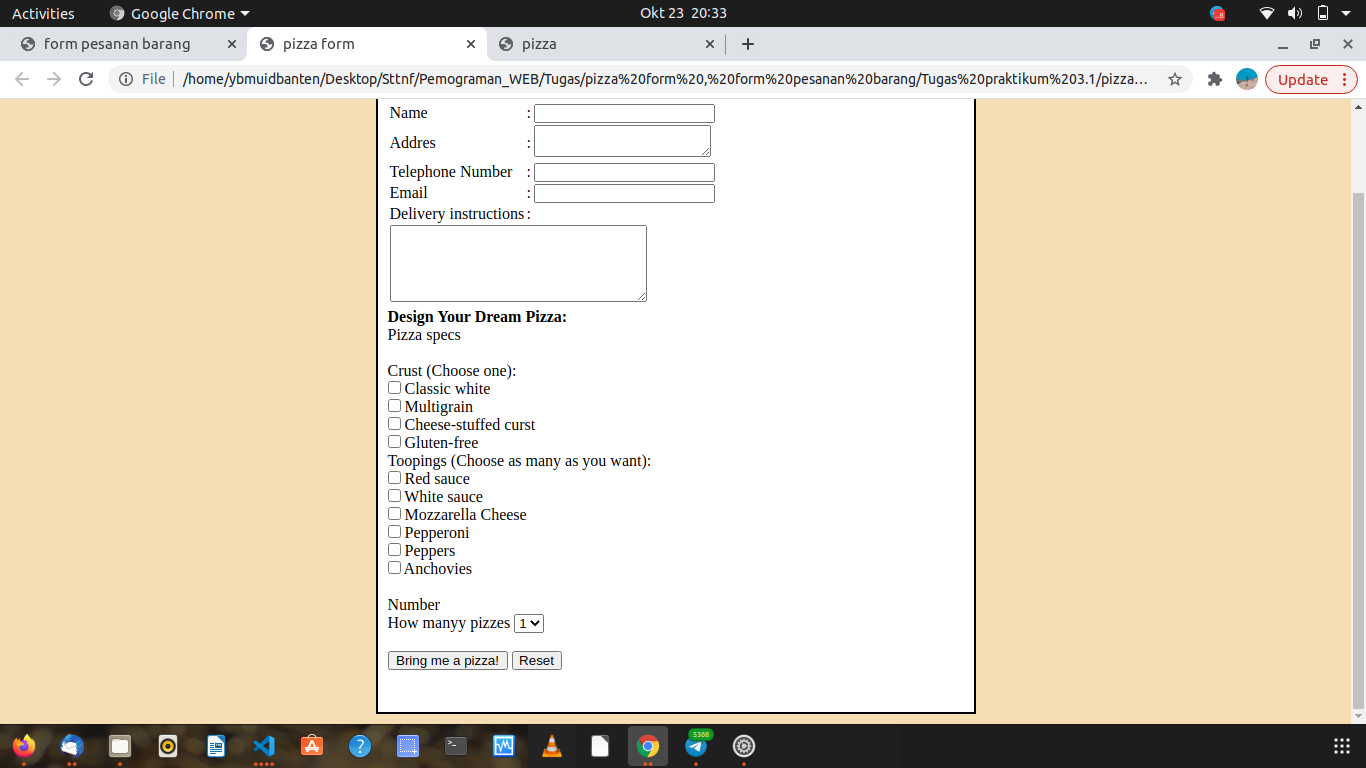 Activities Google Chrome Okt 23 20:33
form pesanan barang pizza form pizza
File /home/ybmuidbanten/Desktop/Sttnf/Pemograman_WEB/Tugas/pizza%20form%20,%20form%20pesanan%20barang/Tugas%20praktikum%203.1/pizza… Update
Name :
Addres :
Telephone Number :
Email :
Delivery instructions :
Design Your Dream Pizza:
Pizza specs
Crust (Choose one):
Classic white
Multigrain
Cheese-stuffed curst
Gluten-free
Toopings (Choose as many as you want):
Red sauce
White sauce
Mozzarella Cheese
Pepperoni
Peppers
Anchovies
Number
How manyy pizzes 1
Bring me a pizza! Reset
5368